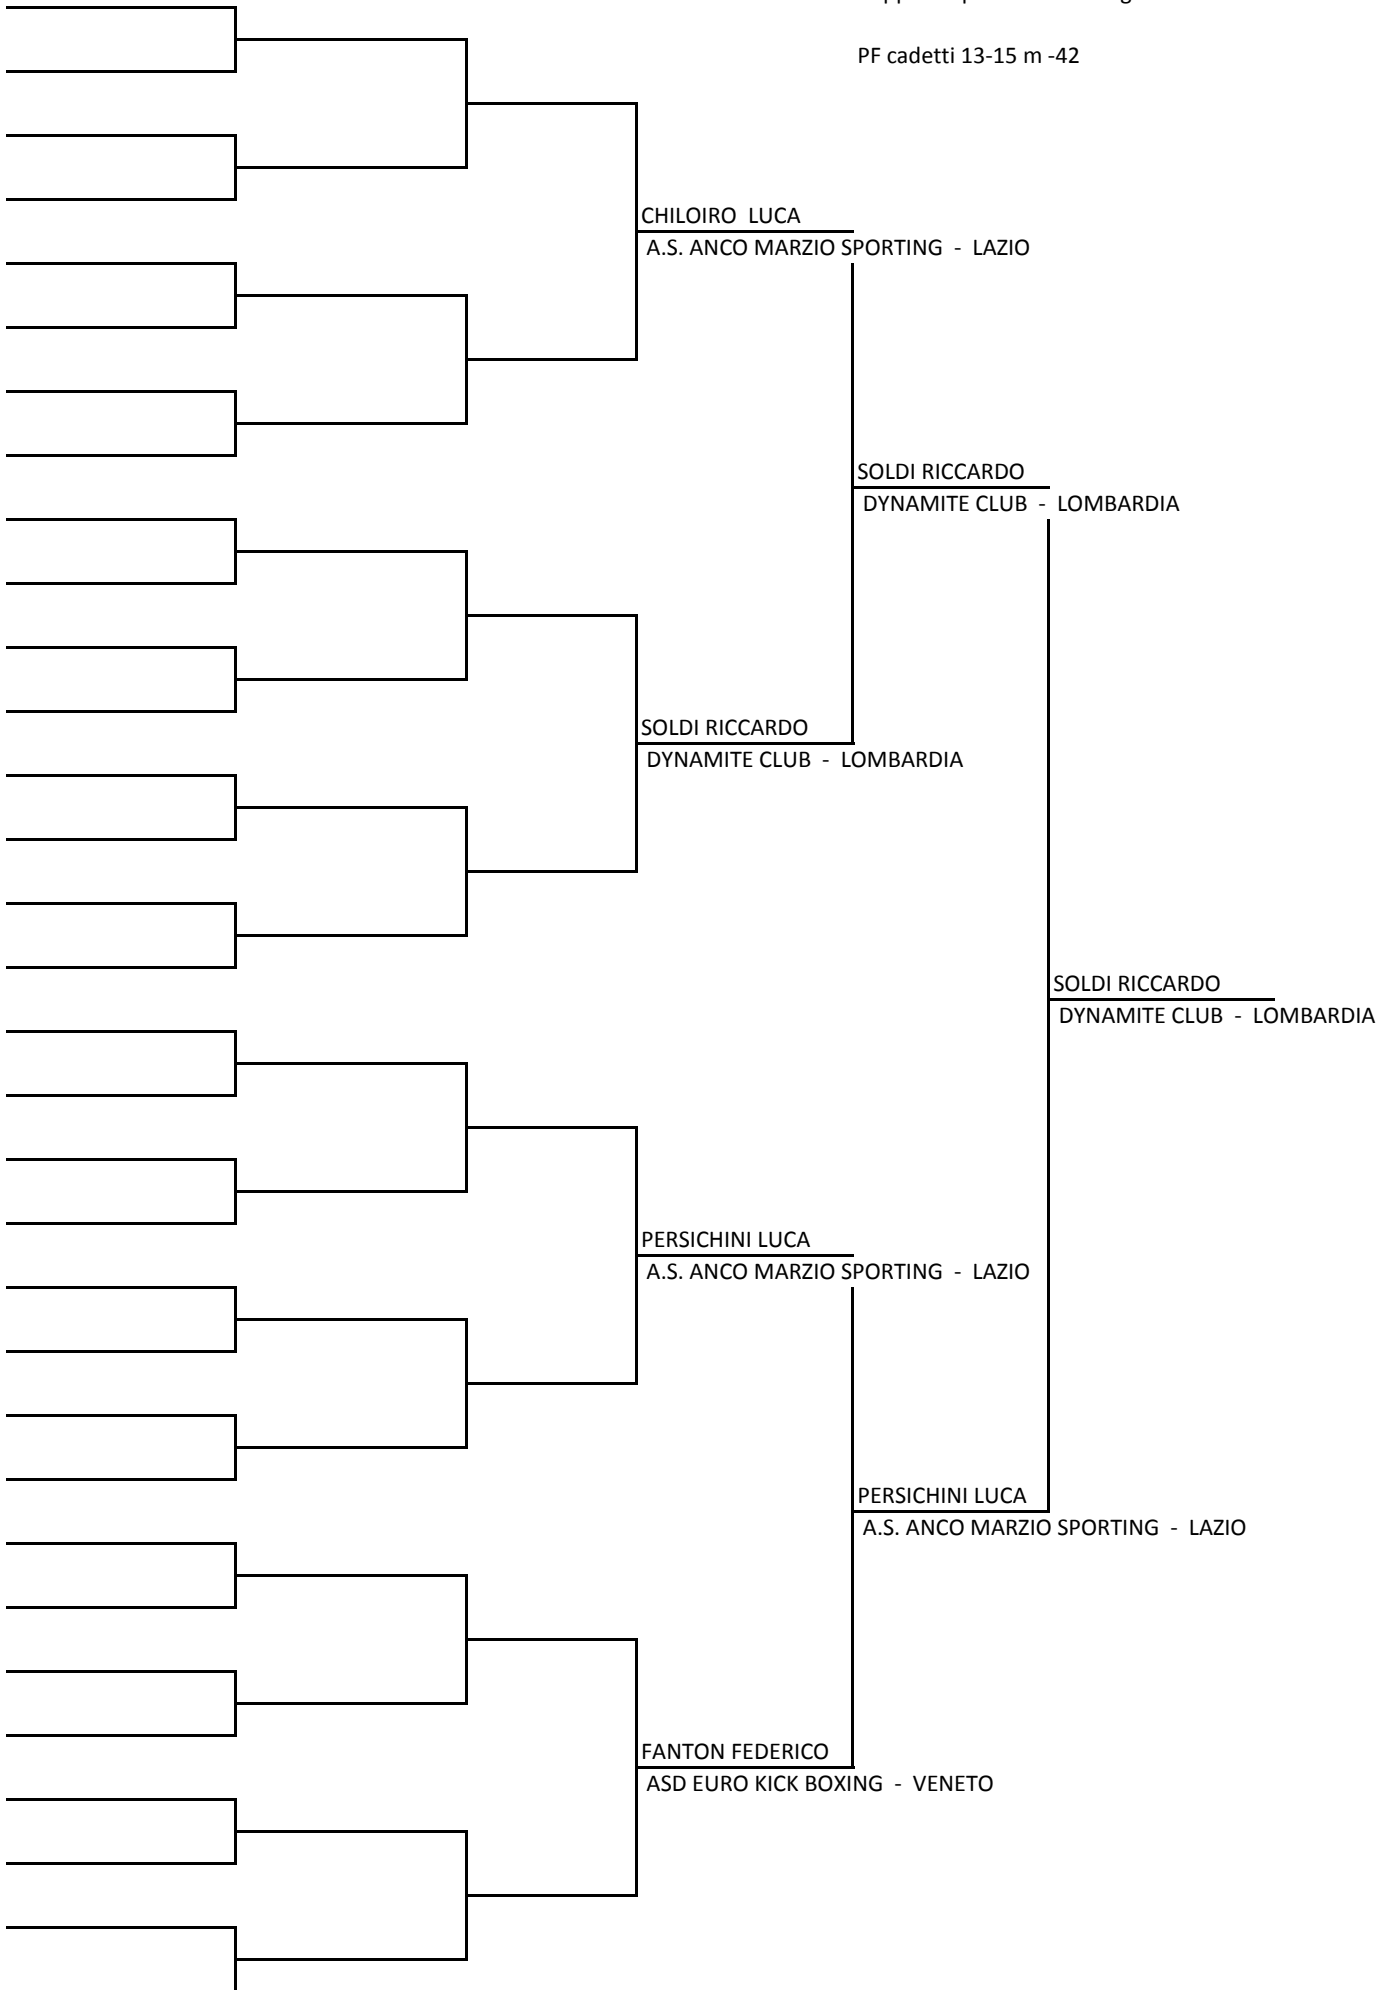 PF cadetti 13-15 m -42
CHILOIRO  LUCA
A.S. ANCO MARZIO SPORTING  -  LAZIO
SOLDI RICCARDO
DYNAMITE CLUB  -  LOMBARDIA
SOLDI RICCARDO
DYNAMITE CLUB  -  LOMBARDIA
SOLDI RICCARDO
DYNAMITE CLUB  -  LOMBARDIA
PERSICHINI LUCA
A.S. ANCO MARZIO SPORTING  -  LAZIO
PERSICHINI LUCA
A.S. ANCO MARZIO SPORTING  -  LAZIO
FANTON FEDERICO
ASD EURO KICK BOXING  -  VENETO